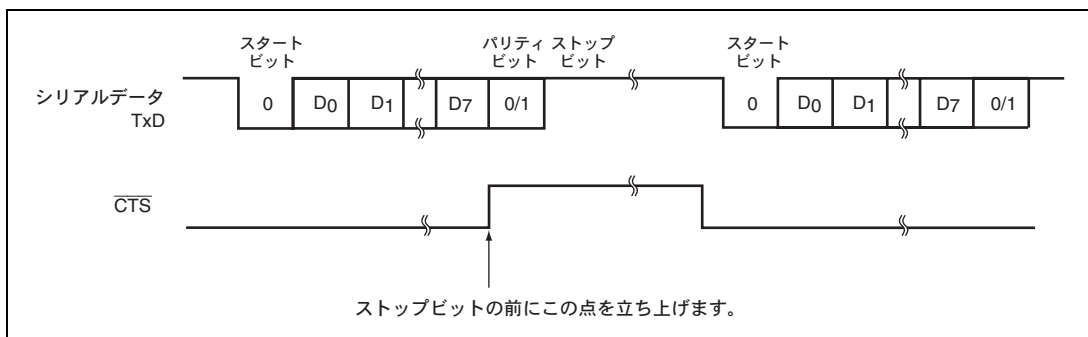 スタート
ビット
パリティ ストップ
ビット ビット
スタート
ビット
シリアルデータ
TxD
0 D0 D1 D7 0/1 0 D0 D1 D7 0/1
CTS
ストップビットの前にこの点を立ち上げます。